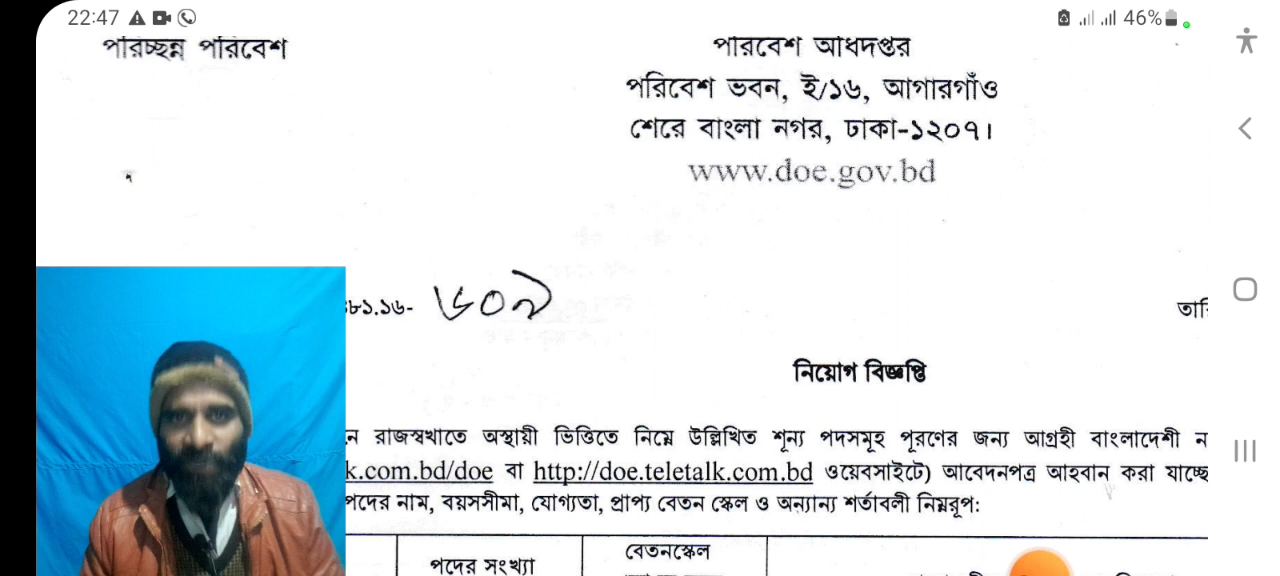 22:47
46%
পরিচ্ছন্ন পরিবেশ
পরিবেশ অধিদপ্তর
পরিবেশ ভবন, ই/১৬, আগারগাঁও
শেরে বাংলা নগর, ঢাকা-১২০৭।
www.doe.gov.bd
৮১.১৬- ৬০৯
তারি
নিয়োগ বিজ্ঞপ্তি
রাজস্বখাতে অস্থায়ী ভিত্তিতে নিম্নে উল্লিখিত শূন্য পদসমূহ পূরণের জন্য আগ্রহী বাংলাদেশী ন
k.com.bd/doe বা http://doe.teletalk.com.bd ওয়েবসাইটে) আবেদনপত্র আহবান করা যাচ্ছে
পদের নাম, বয়সসীমা, যোগ্যতা, প্রাপ্য বেতন স্কেল ও অন্যান্য শর্তাবলী নিম্নরূপ:
পদের সংখ্যা
বেতনস্কেল